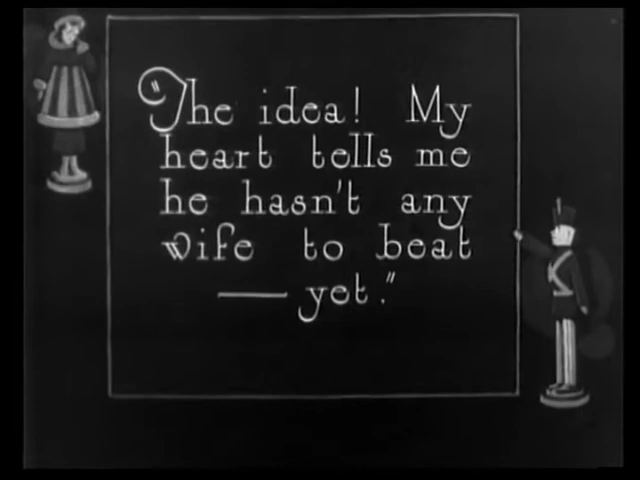 "The idea! My
heart tells me
he hasn't any
wife to beat
— yet."